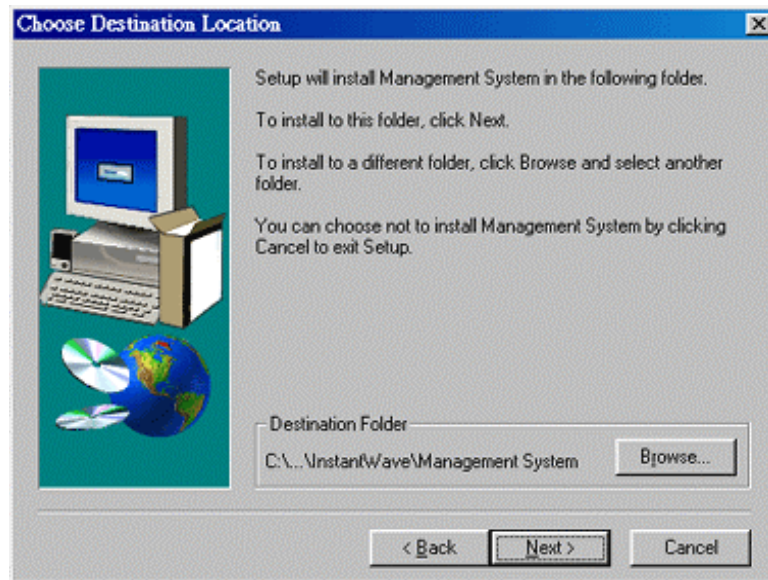 Choose Destination Location
Setup will install Management System in the following folder.
To install to this folder, click Next.
To install to a different folder, click Browse and select another
folder.
You can choose not to install Management System by clicking
Cancel to exit Setup.
Destination Folder
C:\...\InstantWave\Management System
Browse...
< Back
Next >
Cancel